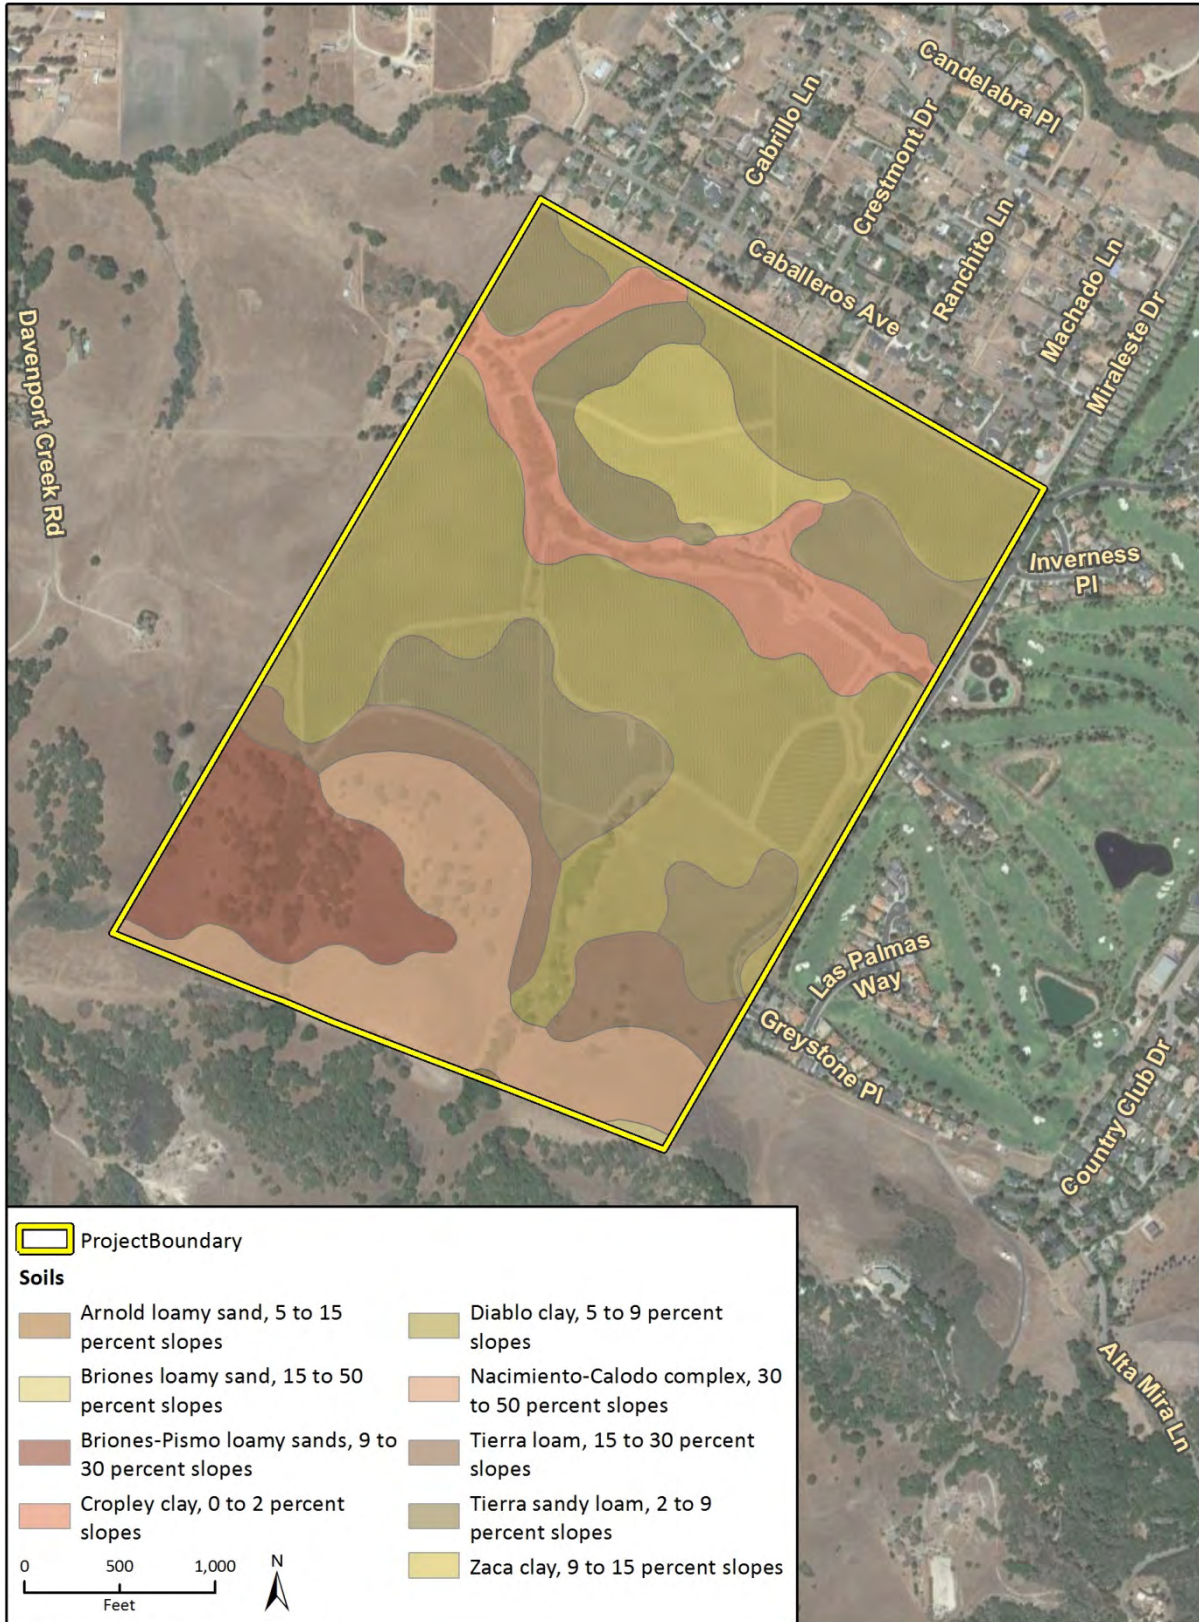 Candelabra Pl
Cabrillo Ln
Crestmont Dr
Ranchito Ln
Caballeros Ave
Machado Ln
Miraleste Dr
Davenport Creek Rd
Inverness
Pl
Las Palmas
Way
Greystone Pl
Country Club Dr
Alta Mira Ln
ProjectBoundary
Soils
Arnold loamy sand, 5 to 15
percent slopes
Briones loamy sand, 15 to 50
percent slopes
Briones-Pismo loamy sands, 9 to
30 percent slopes
Cropley clay, 0 to 2 percent
slopes
Diablo clay, 5 to 9 percent
slopes
Nacimiento-Calodo complex, 30
to 50 percent slopes
Tierra loam, 15 to 30 percent
slopes
Tierra sandy loam, 2 to 9
percent slopes
Zaca clay, 9 to 15 percent slopes
0 500 1,000
Feet
N